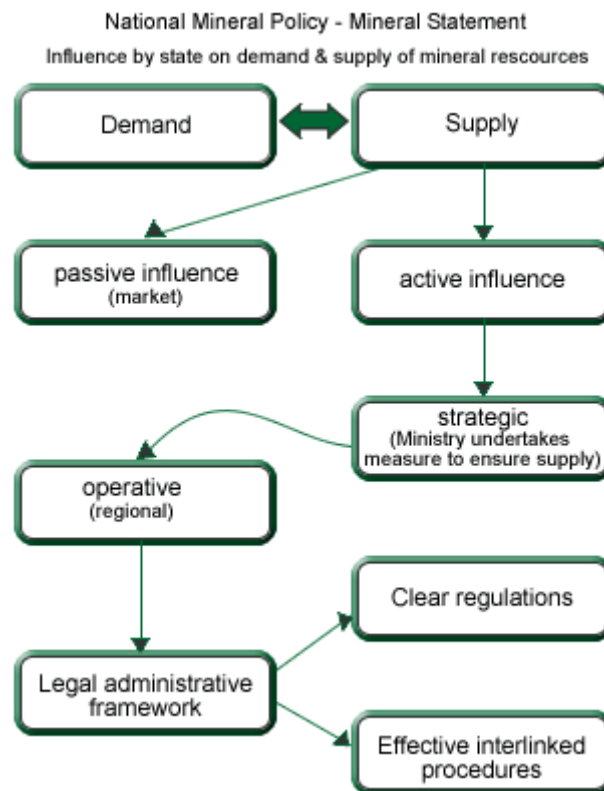 National Mineral Policy - Mineral Statement
Influence by state on demand & supply of mineral rescources
Demand
Supply
passive influence
(market)
active influence
strategic
(Ministry undertakes
measure to ensure supply)
operative
(regional)
Clear regulations
Legal administrative
framework
Effective interlinked
procedures